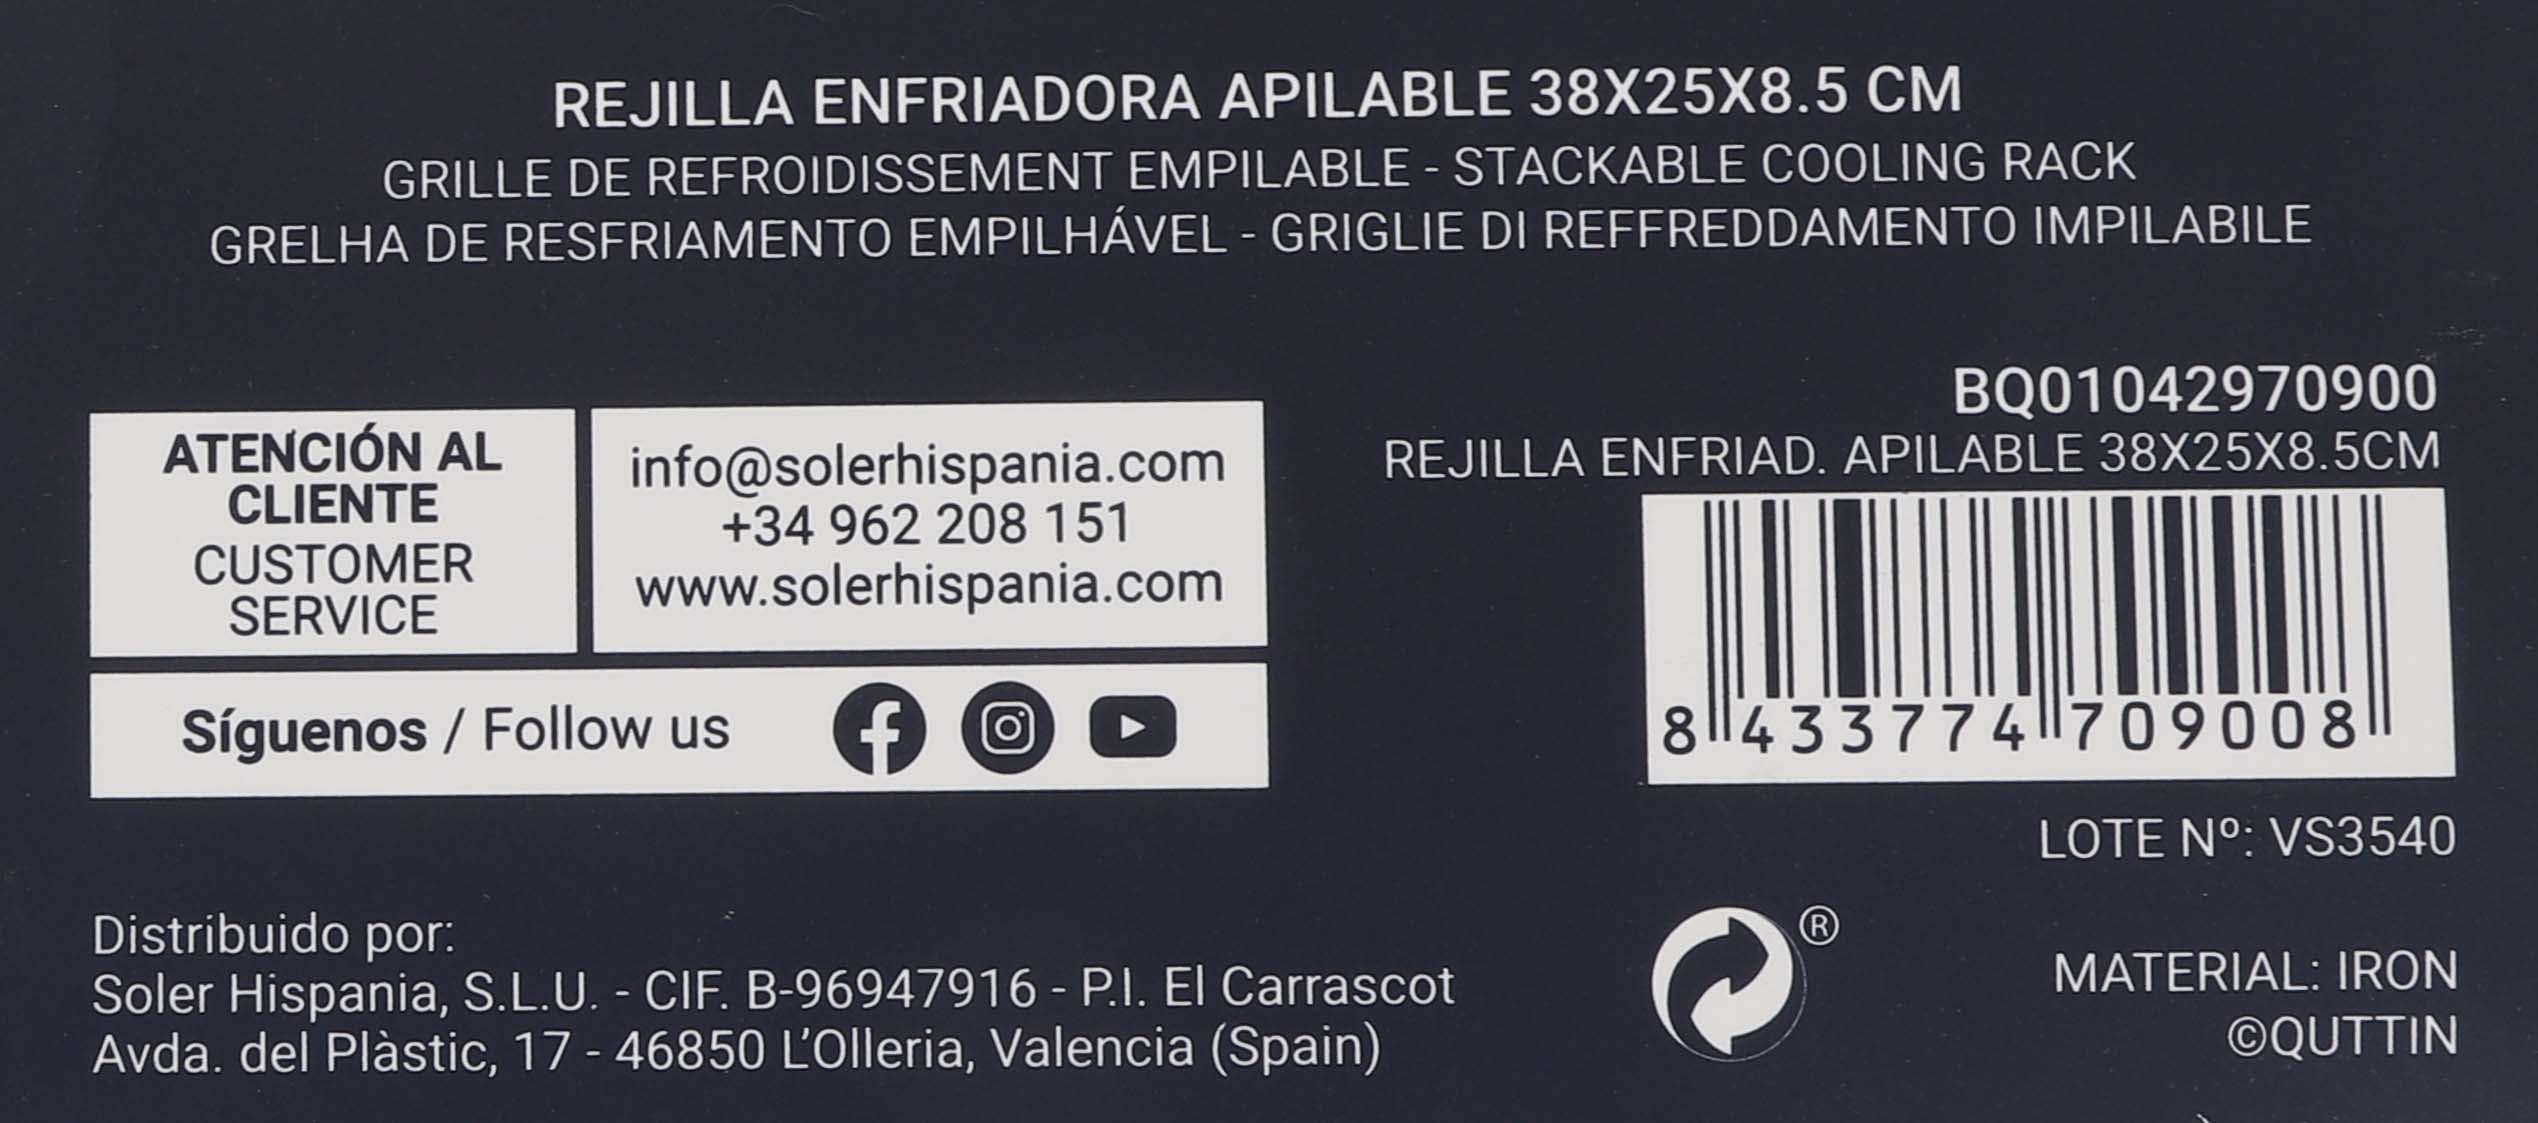 REJILLA ENFRIADORA APILABLE 38X25X8.5 CM
GRILLE DE REFROIDISSEMENT EMPILABLE - STACKABLE COOLING RACK
GRELHA DE RESFRIAMENTO EMPILHÁVEL - GRIGLIE DI REFFREDDAMENTO IMPILABILE
ATENCIÓN AL
CLIENTE
CUSTOMER
SERVICE
info@solerhispania.com
+34 962 208 151
www.solerhispania.com
Síguenos / Follow us
BQ01042970900
REJILLA ENFRIAD. APILABLE 38X25X8.5CM
8 433774 709008
LOTE Nº: VS3540
Distribuido por:
Soler Hispania, S.L.U. - CIF. B-96947916 - P.I. El Carrascot
Avda. del Plàstic, 17 - 46850 L'Olleria, Valencia (Spain)
®
MATERIAL: IRON
©QUTTIN